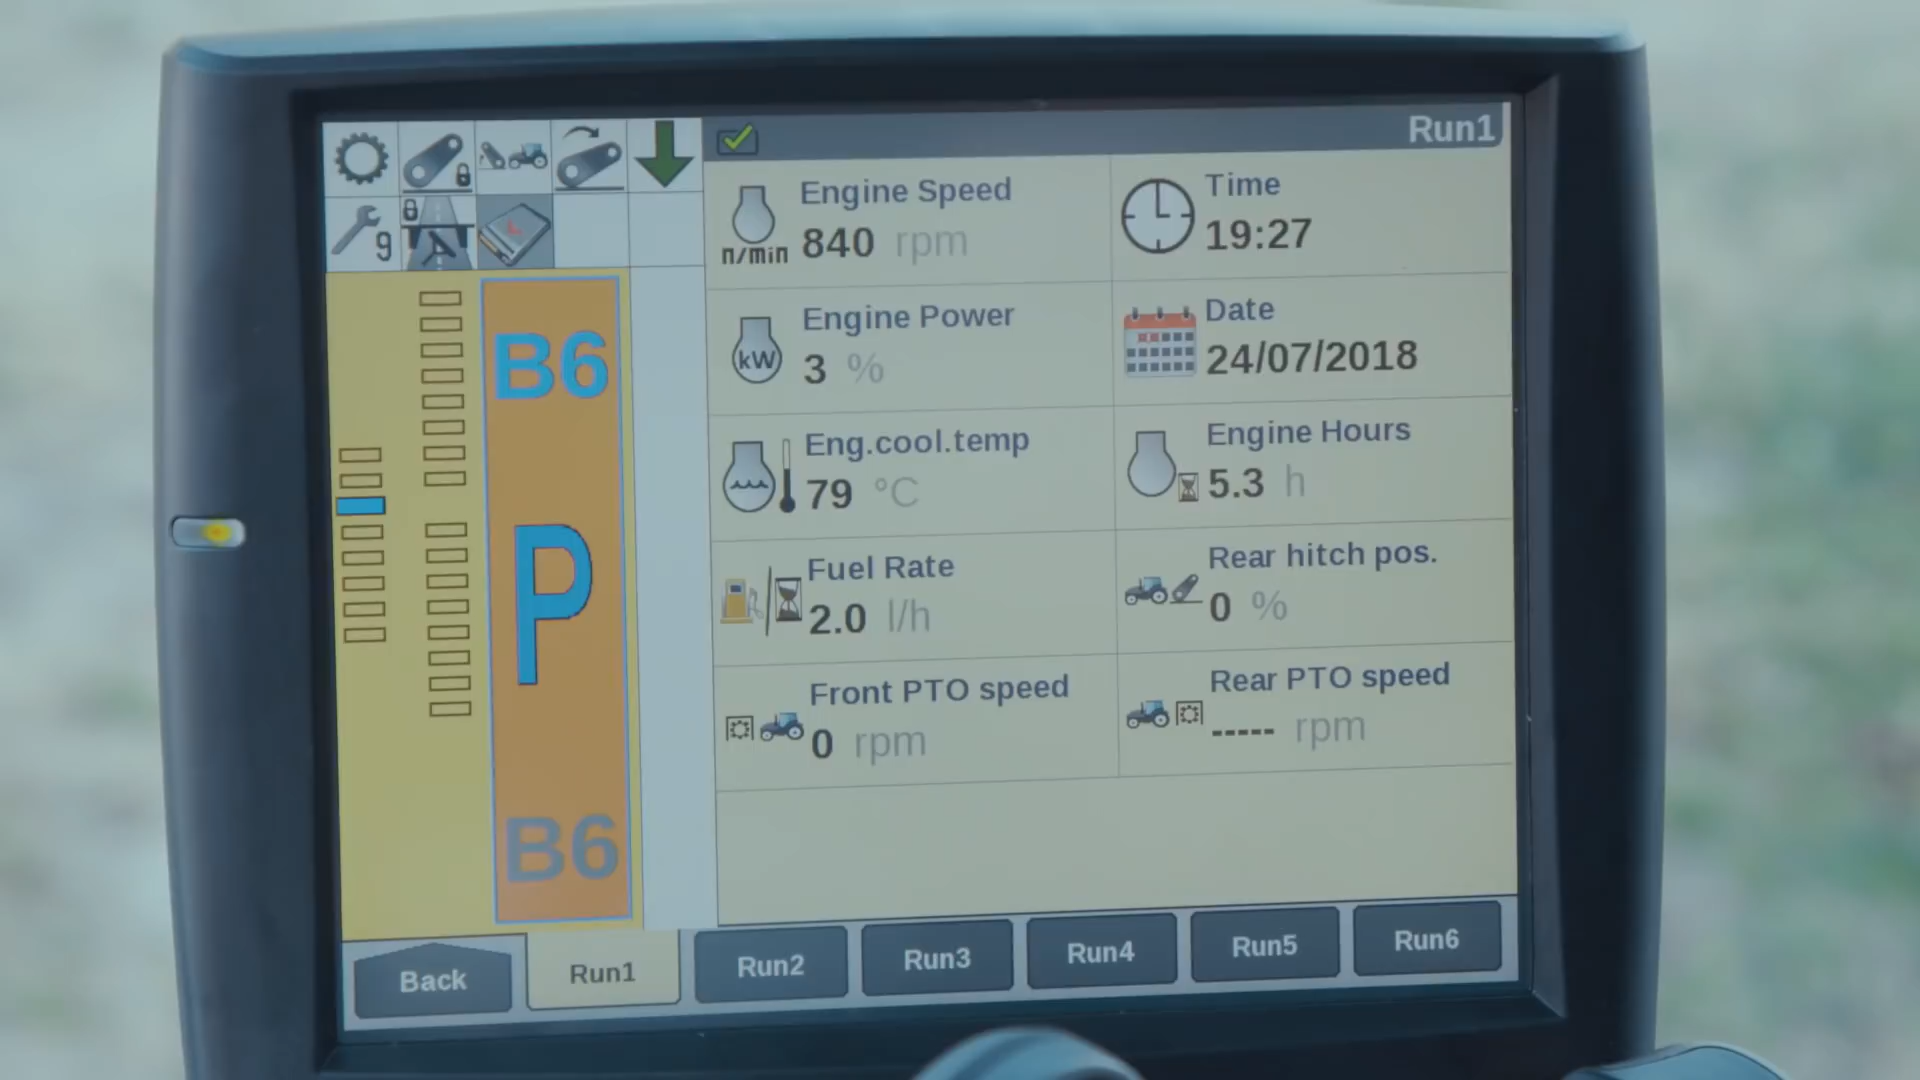 Run1
9
B6
P
B6
Engine Speed
n/min
840 rpm
Time
19:27
Engine Power
kW
3 %
Date
24/07/2018
Eng.cool.temp
79 °C
Engine Hours
5.3 h
Fuel Rate
2.0 l/h
Rear hitch pos.
0 %
Front PTO speed
0 rpm
Rear PTO speed
----- rpm
Back
Run1
Run2
Run3
Run4
Run5
Run6